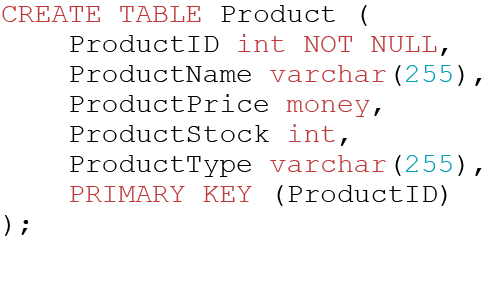 CREATE TABLE Product (
    ProductID int NOT NULL,
    ProductName varchar(255),
    ProductPrice money,
    ProductStock int,
    ProductType varchar(255),
    PRIMARY KEY (ProductID)
);